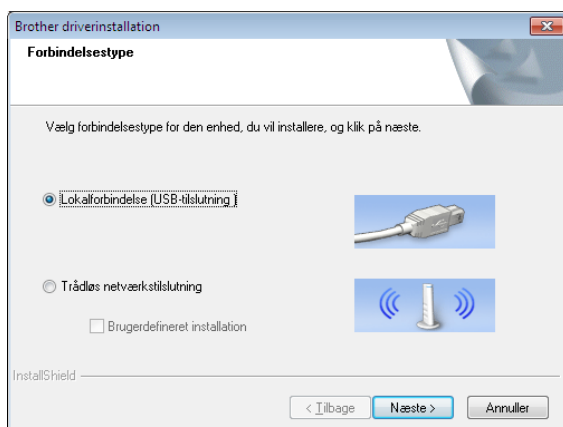 Brother driverinstallation
Forbindelsestype
Vælg forbindelsestype for den enhed, du vil installere, og klik på næste.
Lokalforbindelse (USB-tilslutning )
Trådløs netværkstilslutning
Brugerdefineret installation
InstallShield
< Tilbage
Næste >
Annuller